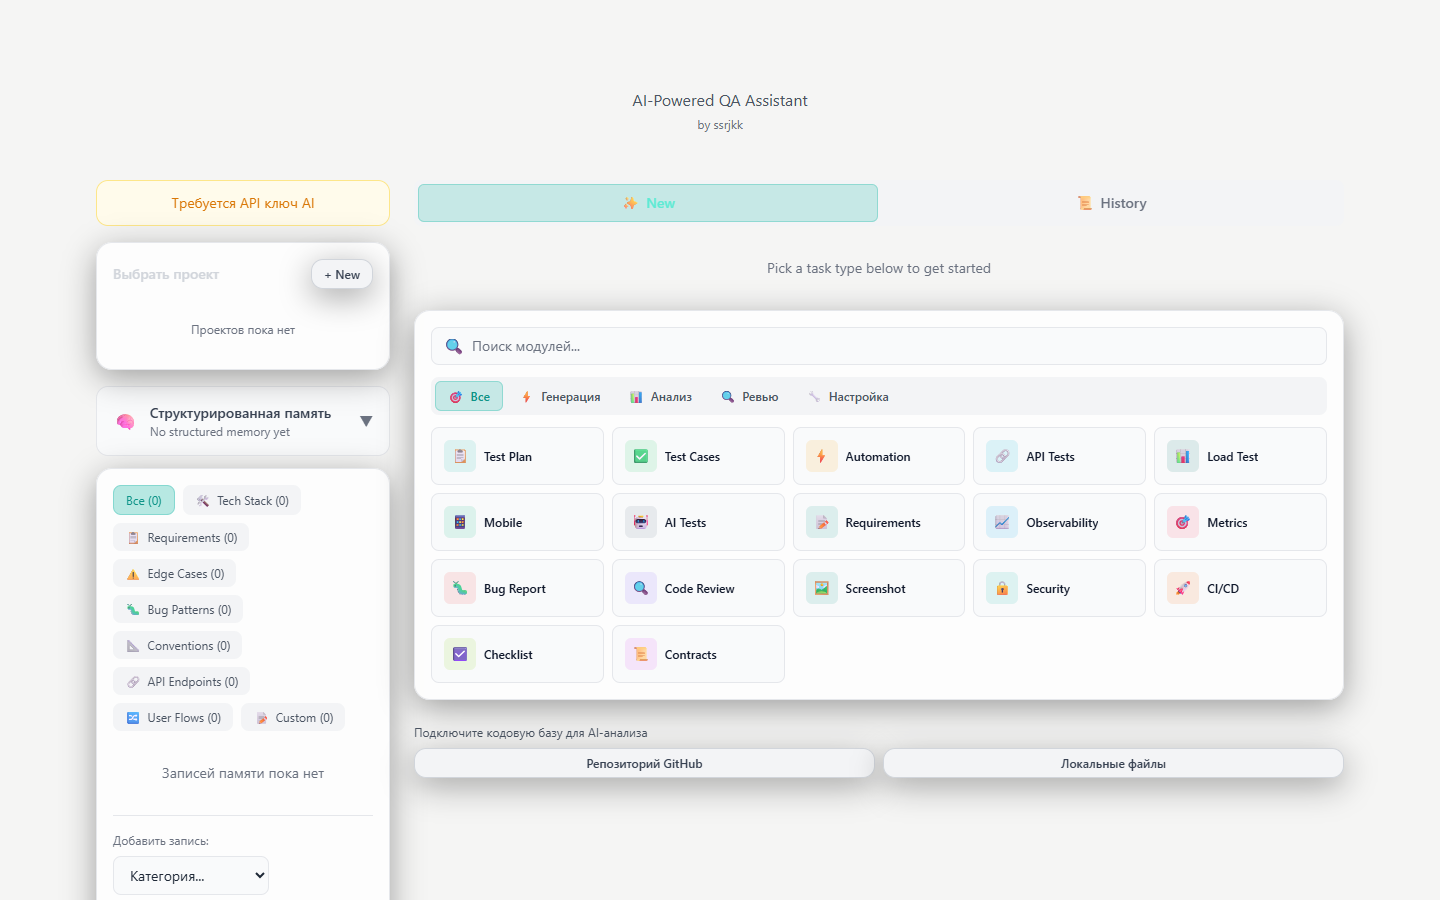 AI-Powered QA Assistant
by ssrjkk
Требуется API ключ AI
New
History
Выбрать проект
+ New
Проектов пока нет
Структурированная память
No structured memory yet
Все (0)
Tech Stack (0)
Requirements (0)
Edge Cases (0)
Bug Patterns (0)
Conventions (0)
API Endpoints (0)
User Flows (0)
Custom (0)
Записей памяти пока нет
Добавить запись:
Категория...
Pick a task type below to get started
Поиск модулей...
Все
Генерация
Анализ
Ревью
Настройка
Test Plan
Test Cases
Automation
API Tests
Load Test
Mobile
AI Tests
Requirements
Observability
Metrics
Bug Report
Code Review
Screenshot
Security
CI/CD
Checklist
Contracts
Подключите кодовую базу для AI-анализа
Репозиторий GitHub
Локальные файлы